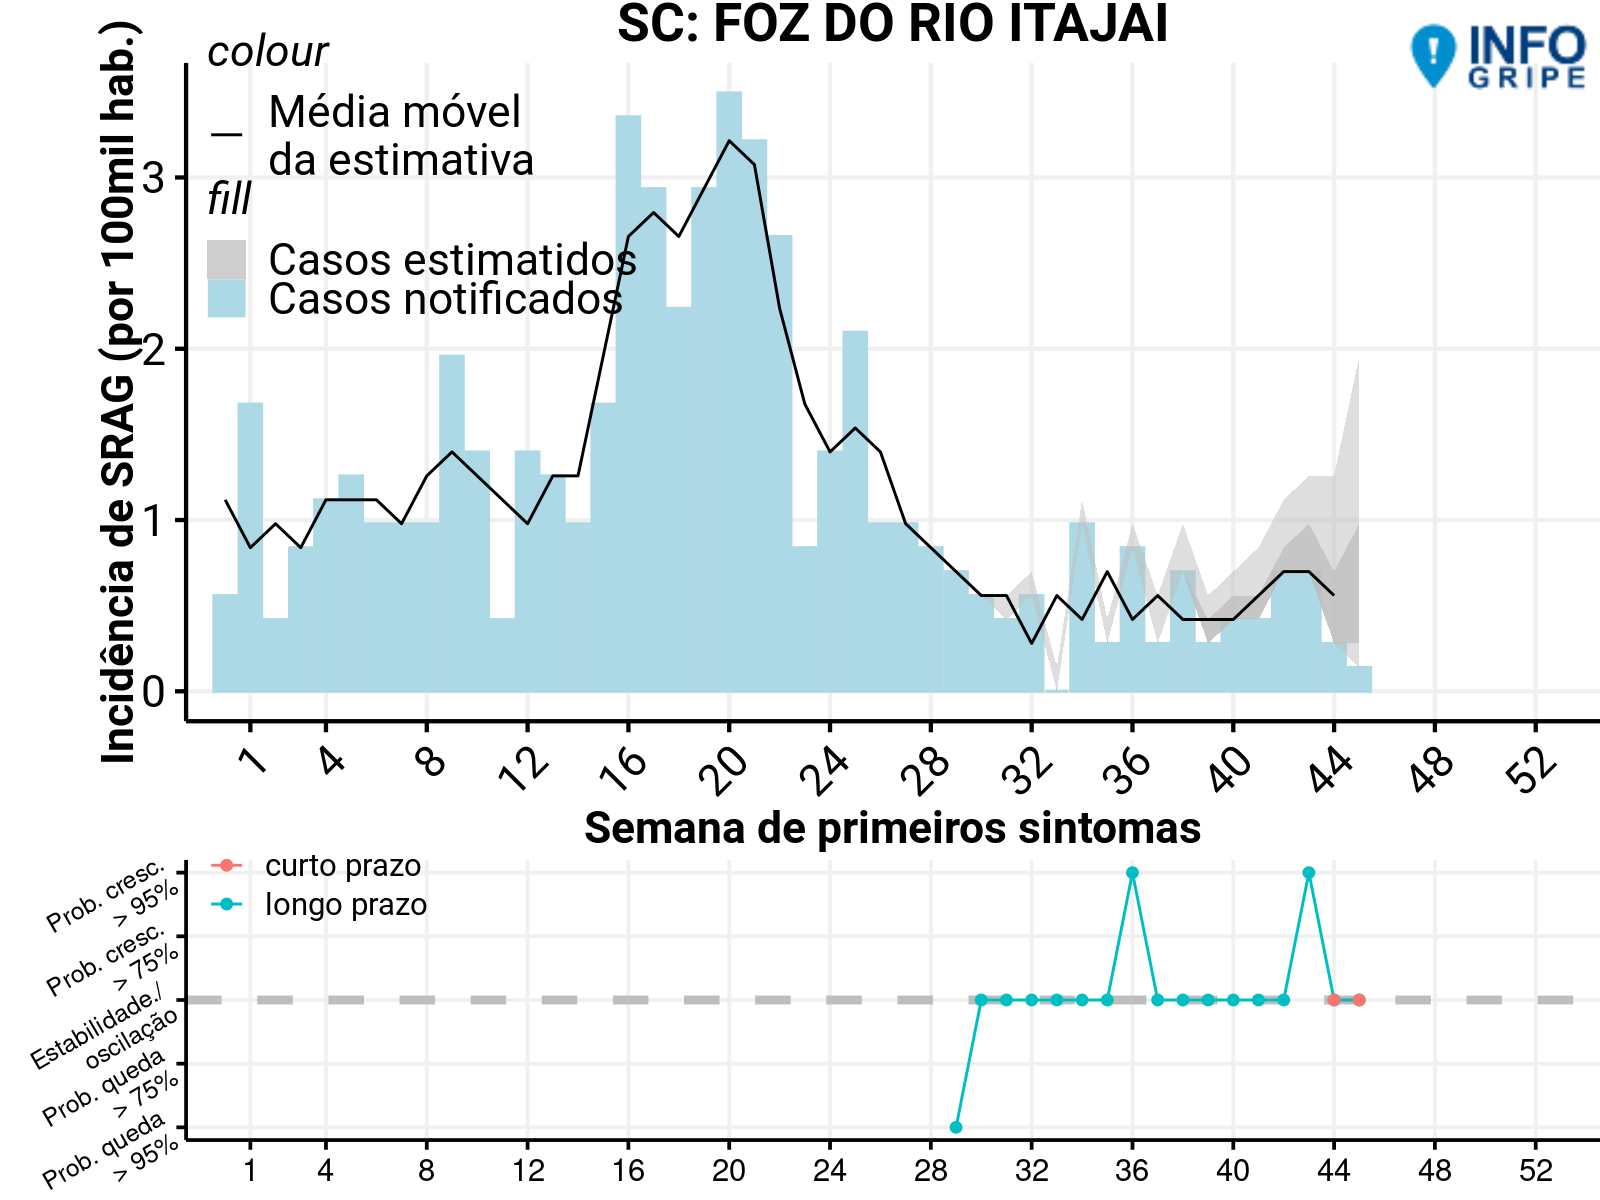 SC: FOZ DO RIO ITAJAI
INFO
GRIPE
colour
Média móvel
da estimativa
fill
Casos estimatidos
Casos notificados
Incidência de SRAG (por 100mil hab.)
3
2
1
0
1 4 8 12 16 20 24 28 32 36 40 44 48 52
Semana de primeiros sintomas
curto prazo
longo prazo
Prob. cresc.
> 95%
Prob. cresc.
> 75%
Estabilidade./
oscilação
Prob. queda
> 75%
Prob. queda
> 95%
1 4 8 12 16 20 24 28 32 36 40 44 48 52